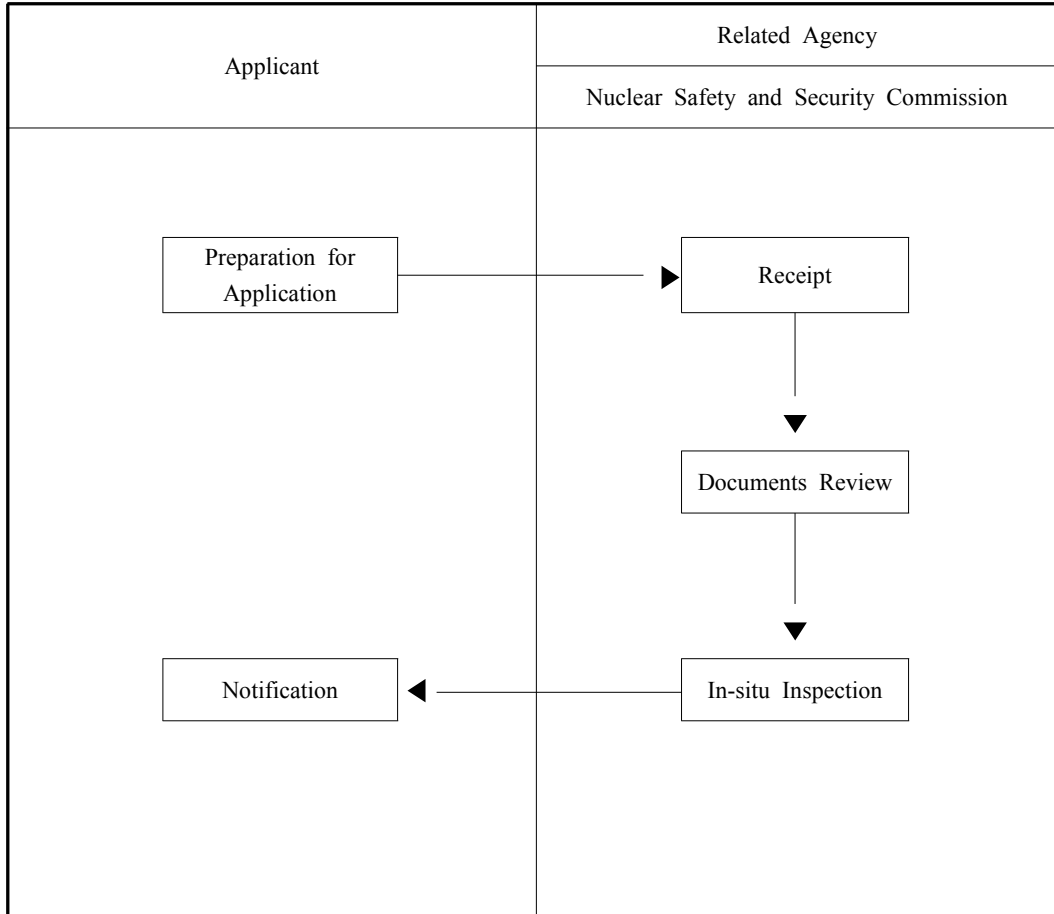 Applicant
Related Agency
Nuclear Safety and Security Commission
Preparation for
Application
Receipt
Documents Review
Notification
In-situ Inspection